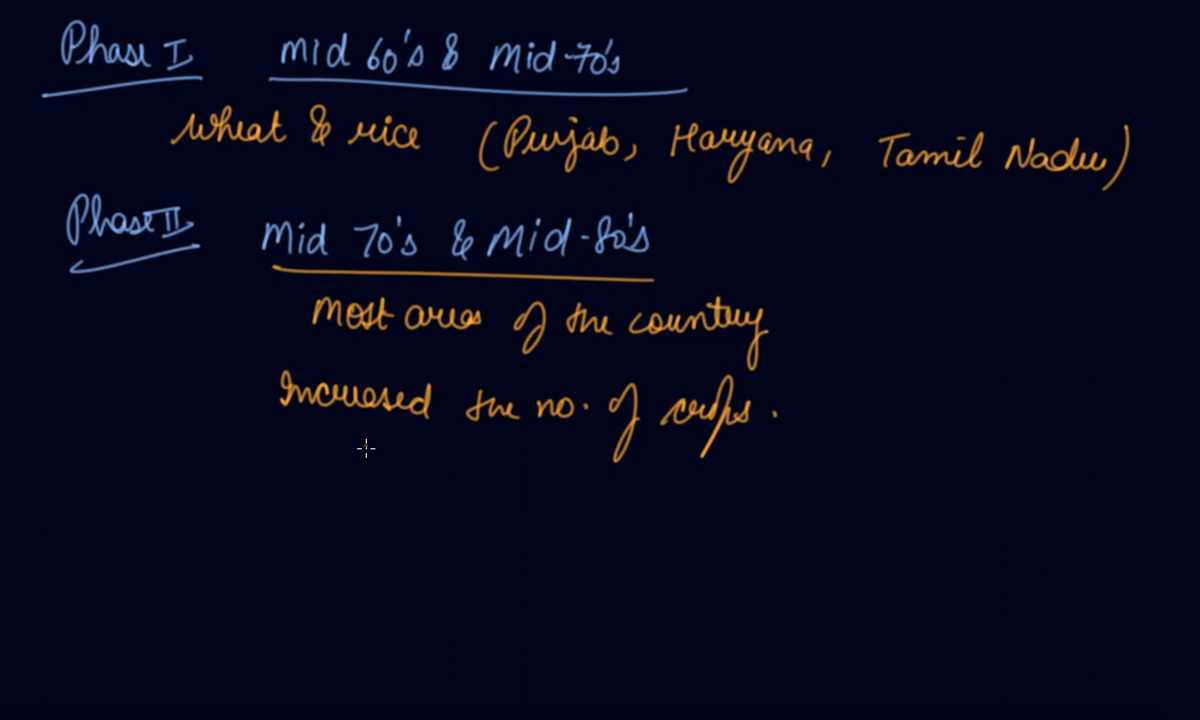 Phase I Mid 60's & Mid-70's
Wheat & rice (Punjab, Haryana, Tamil Nadu)
Phase II Mid 70's & Mid-80's
Most areas of the country
Increased the no. of crops.